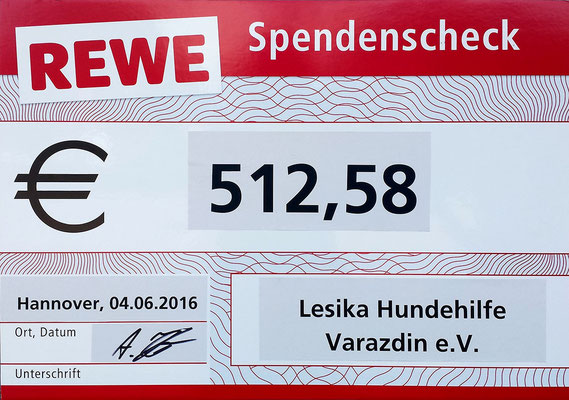 REWE
Spendenscheck
€ 512,58
Hannover, 04.06.2016
Ort, Datum
Unterschrift
Lesika Hundehilfe
Varazdin e.V.